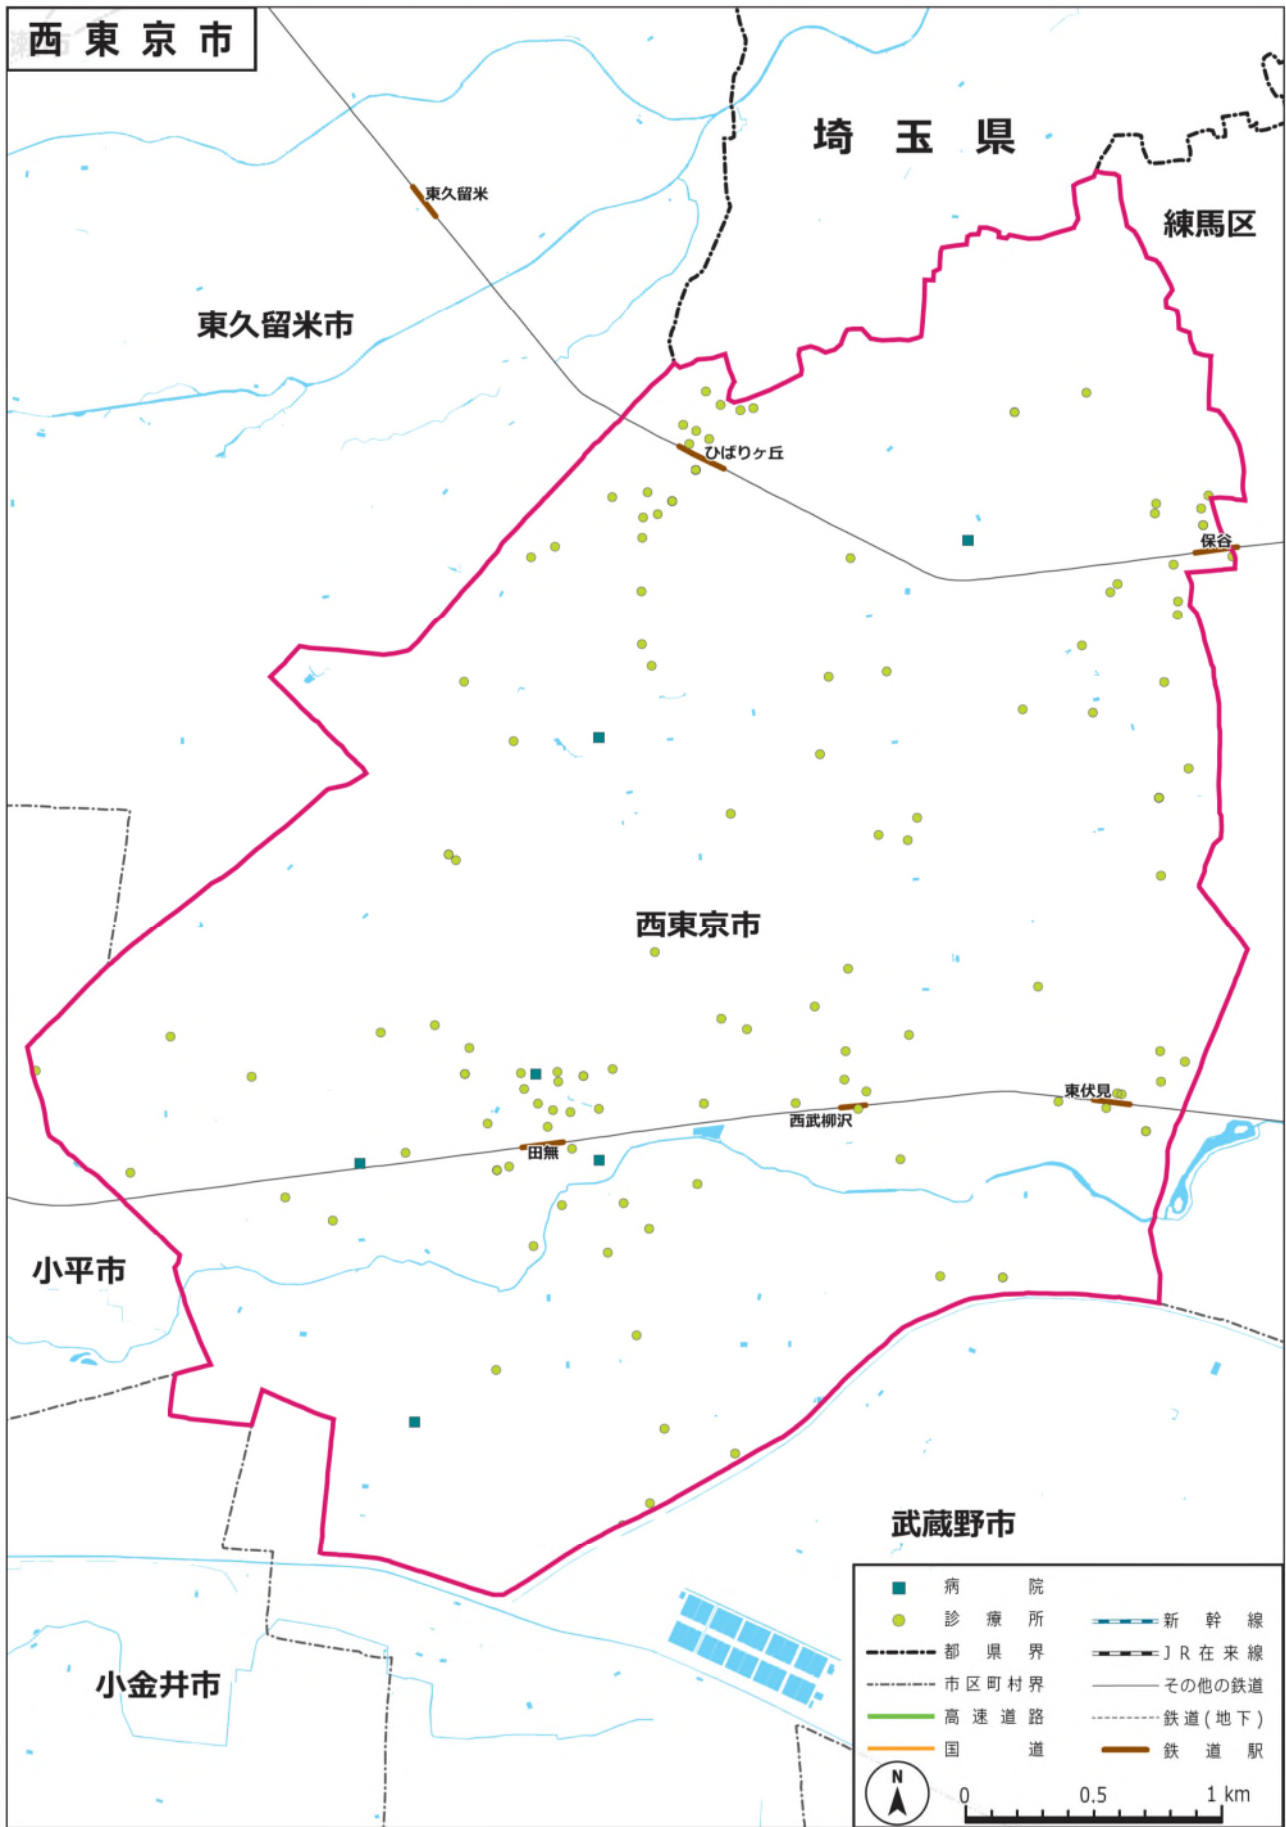 西東京市
埼玉県
練馬区
東久留米
東久留米市
ひばりヶ丘
保谷
西東京市
東伏見
西武柳沢
田無
小平市
武蔵野市
小金井市
病院
診療所
都県界
市区町村界
高速道路
国道
新幹線
JR在来線
その他の鉄道
鉄道(地下)
鉄道駅
N
0 0.5 1 km